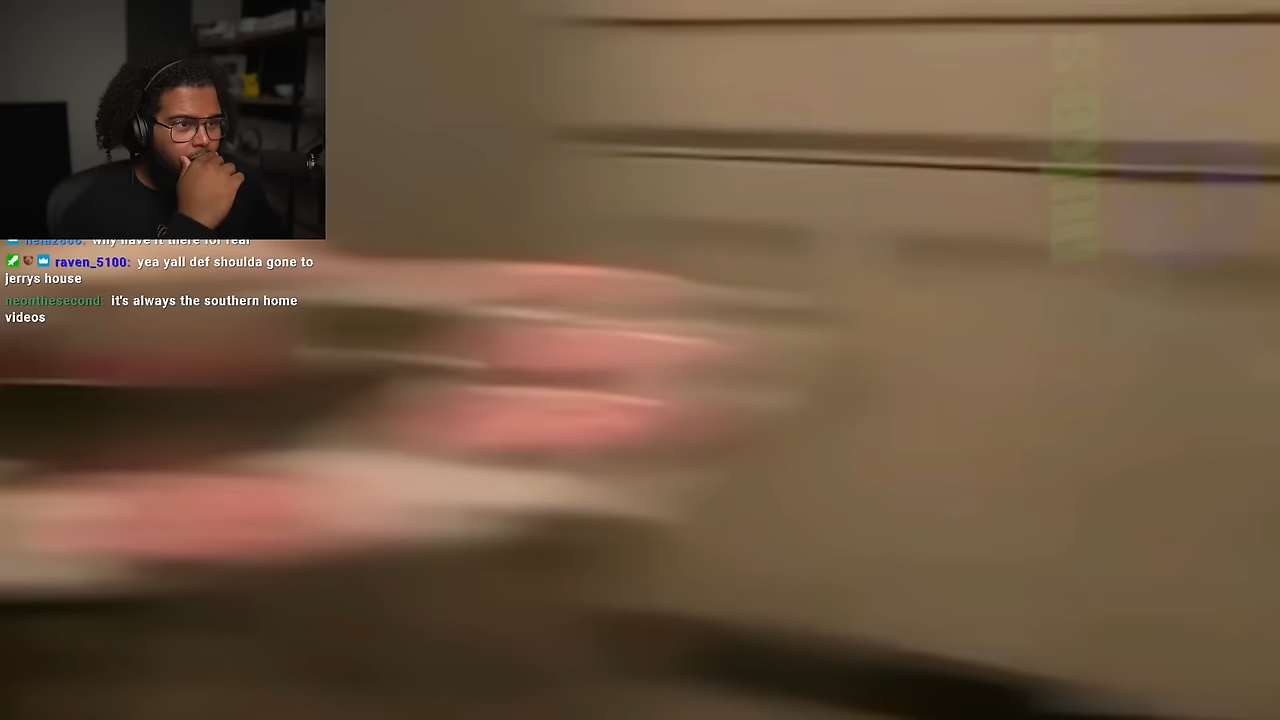 why have it there for real
raven_5100: yea yall def shoulda gone to
jerrys house
neonthesecond: it's always the southern home
videos